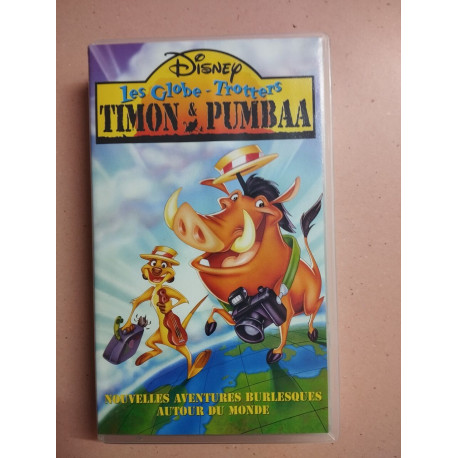 Disney
Les Globe-Trotters
TIMON & PUMBAA
NOUVELLES AVENTURES BURLESQUES
AUTOUR DU MONDE